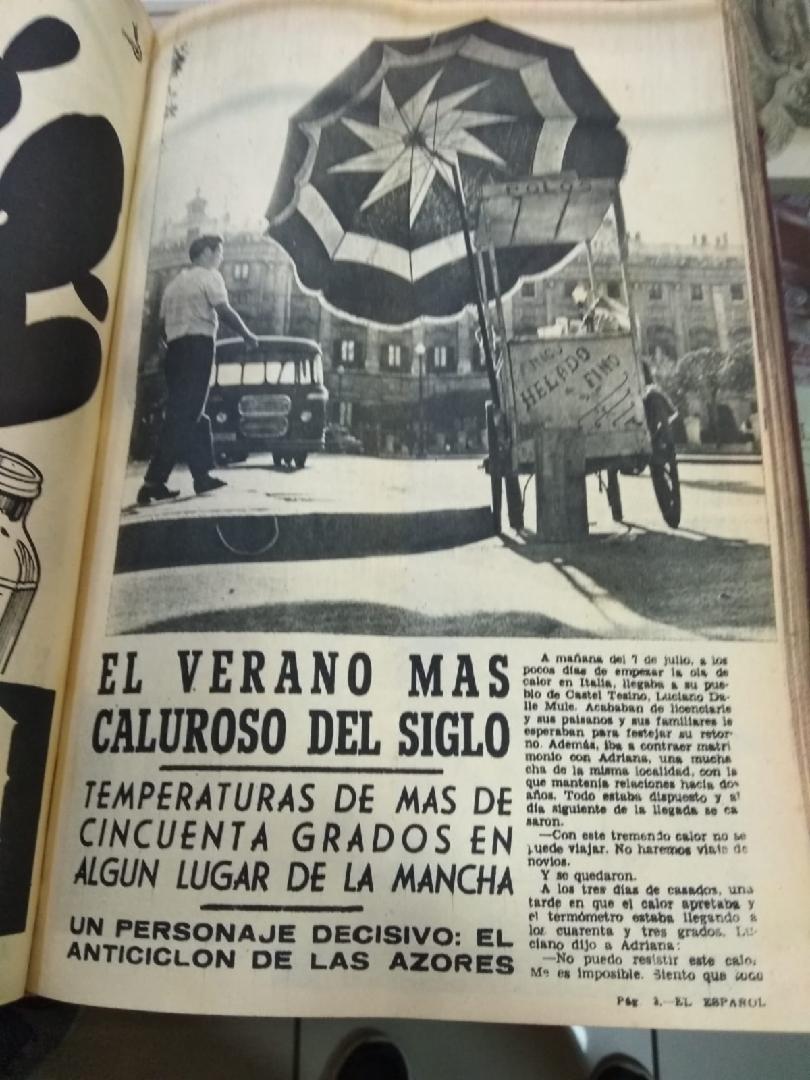 POLOS
HELADO
FINO
EL VERANO MAS
CALUROSO DEL SIGLO
TEMPERATURAS DE MAS DE
CINCUENTA GRADOS EN
ALGUN LUGAR DE LA MANCHA
UN PERSONAJE DECISIVO: EL
ANTICICLON DE LAS AZORES
A mañana del 7 de julio, a los
pocos días de empezar la ola de
calor en Italia, llegaba a su pue-
blo de Castel Tesino, Luciano Da-
lle Mule. Acababan de licenciarle
y sus paisanos y sus familiares le
esperaban para festejar su retor-
no. Además, iba a contraer matri
monio con Adriana, una mucha
cha de la misma localidad, con la
que mantenía relaciones hacía dos
años. Todo estaba dispuesto y al
día siguiente de la llegada se ca
saron.
—Con este tremendo calor no se
puede viajar. No haremos viaje de
novios.
Y se quedaron.
A los tres días de casados, una
tarde en que el calor apretaba y
el termómetro estaba llegando a
los cuarenta y tres grados, Lu-
ciano dijo a Adriana:
—No puedo resistir este calor
Me es imposible. Siento que todo
Pág 3.—EL ESPAÑOL